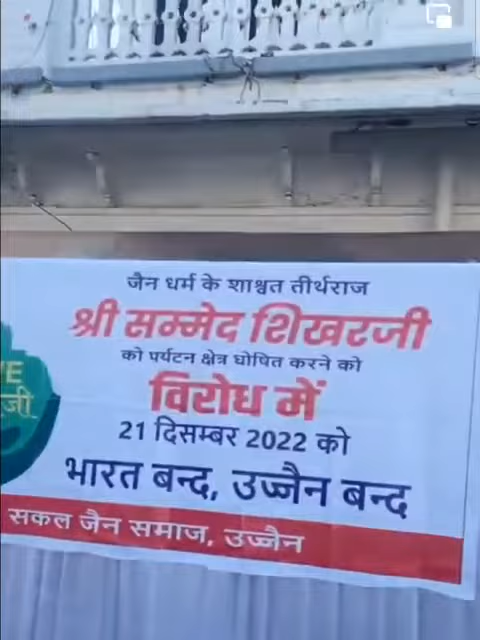 जैन धर्म के शाश्वत तीर्थराज
श्री सम्मेद शिखरजी
को पर्यटन क्षेत्र घोषित करने को
विरोध में
21 दिसम्बर 2022 को
भारत बन्द, उज्जैन बन्द
सकल जैन समाज, उज्जैन